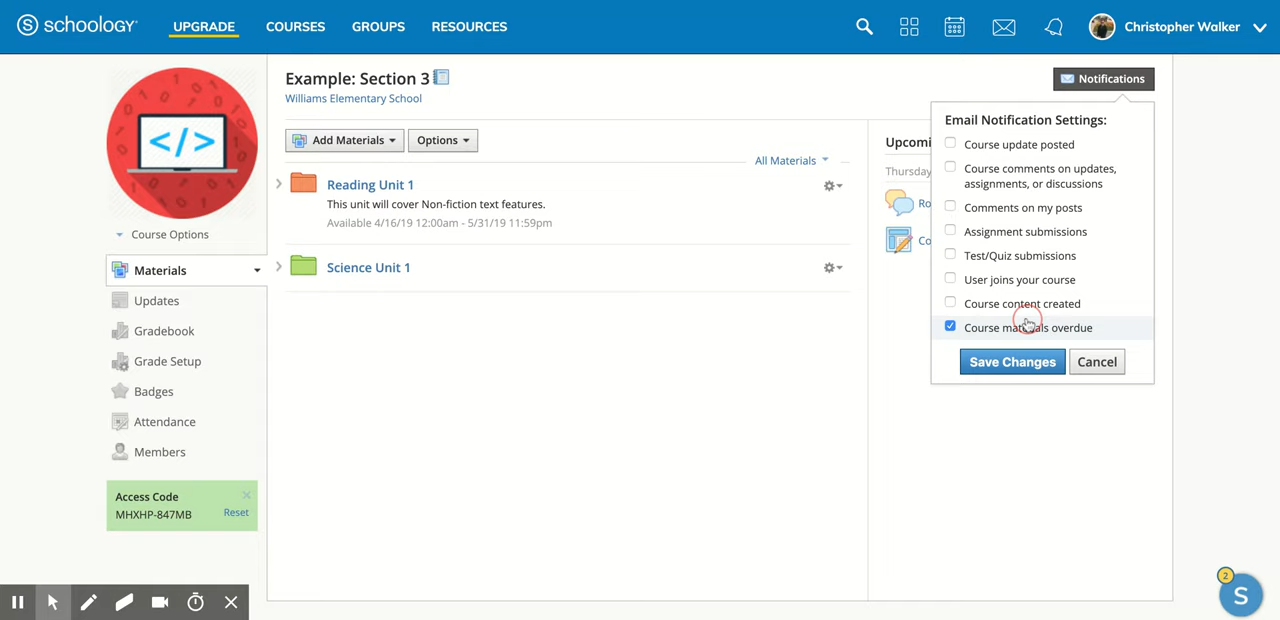 schoology
UPGRADE
COURSES
GROUPS
RESOURCES
Christopher Walker
Example: Section 3
Williams Elementary School
Notifications
Add Materials
Options
All Materials
Reading Unit 1
This unit will cover Non-fiction text features.
Available 4/16/19 12:00am - 5/31/19 11:59pm
Science Unit 1
Upcomi
Thursday
Ro
Co
Email Notification Settings:
Course update posted
Course comments on updates,
assignments, or discussions
Comments on my posts
Assignment submissions
Test/Quiz submissions
User joins your course
Course content created
Course materials overdue
Save Changes
Cancel
</>
Course Options
Materials
Updates
Gradebook
Grade Setup
Badges
Attendance
Members
Access Code
MHXHP-847MB
Reset
2
S